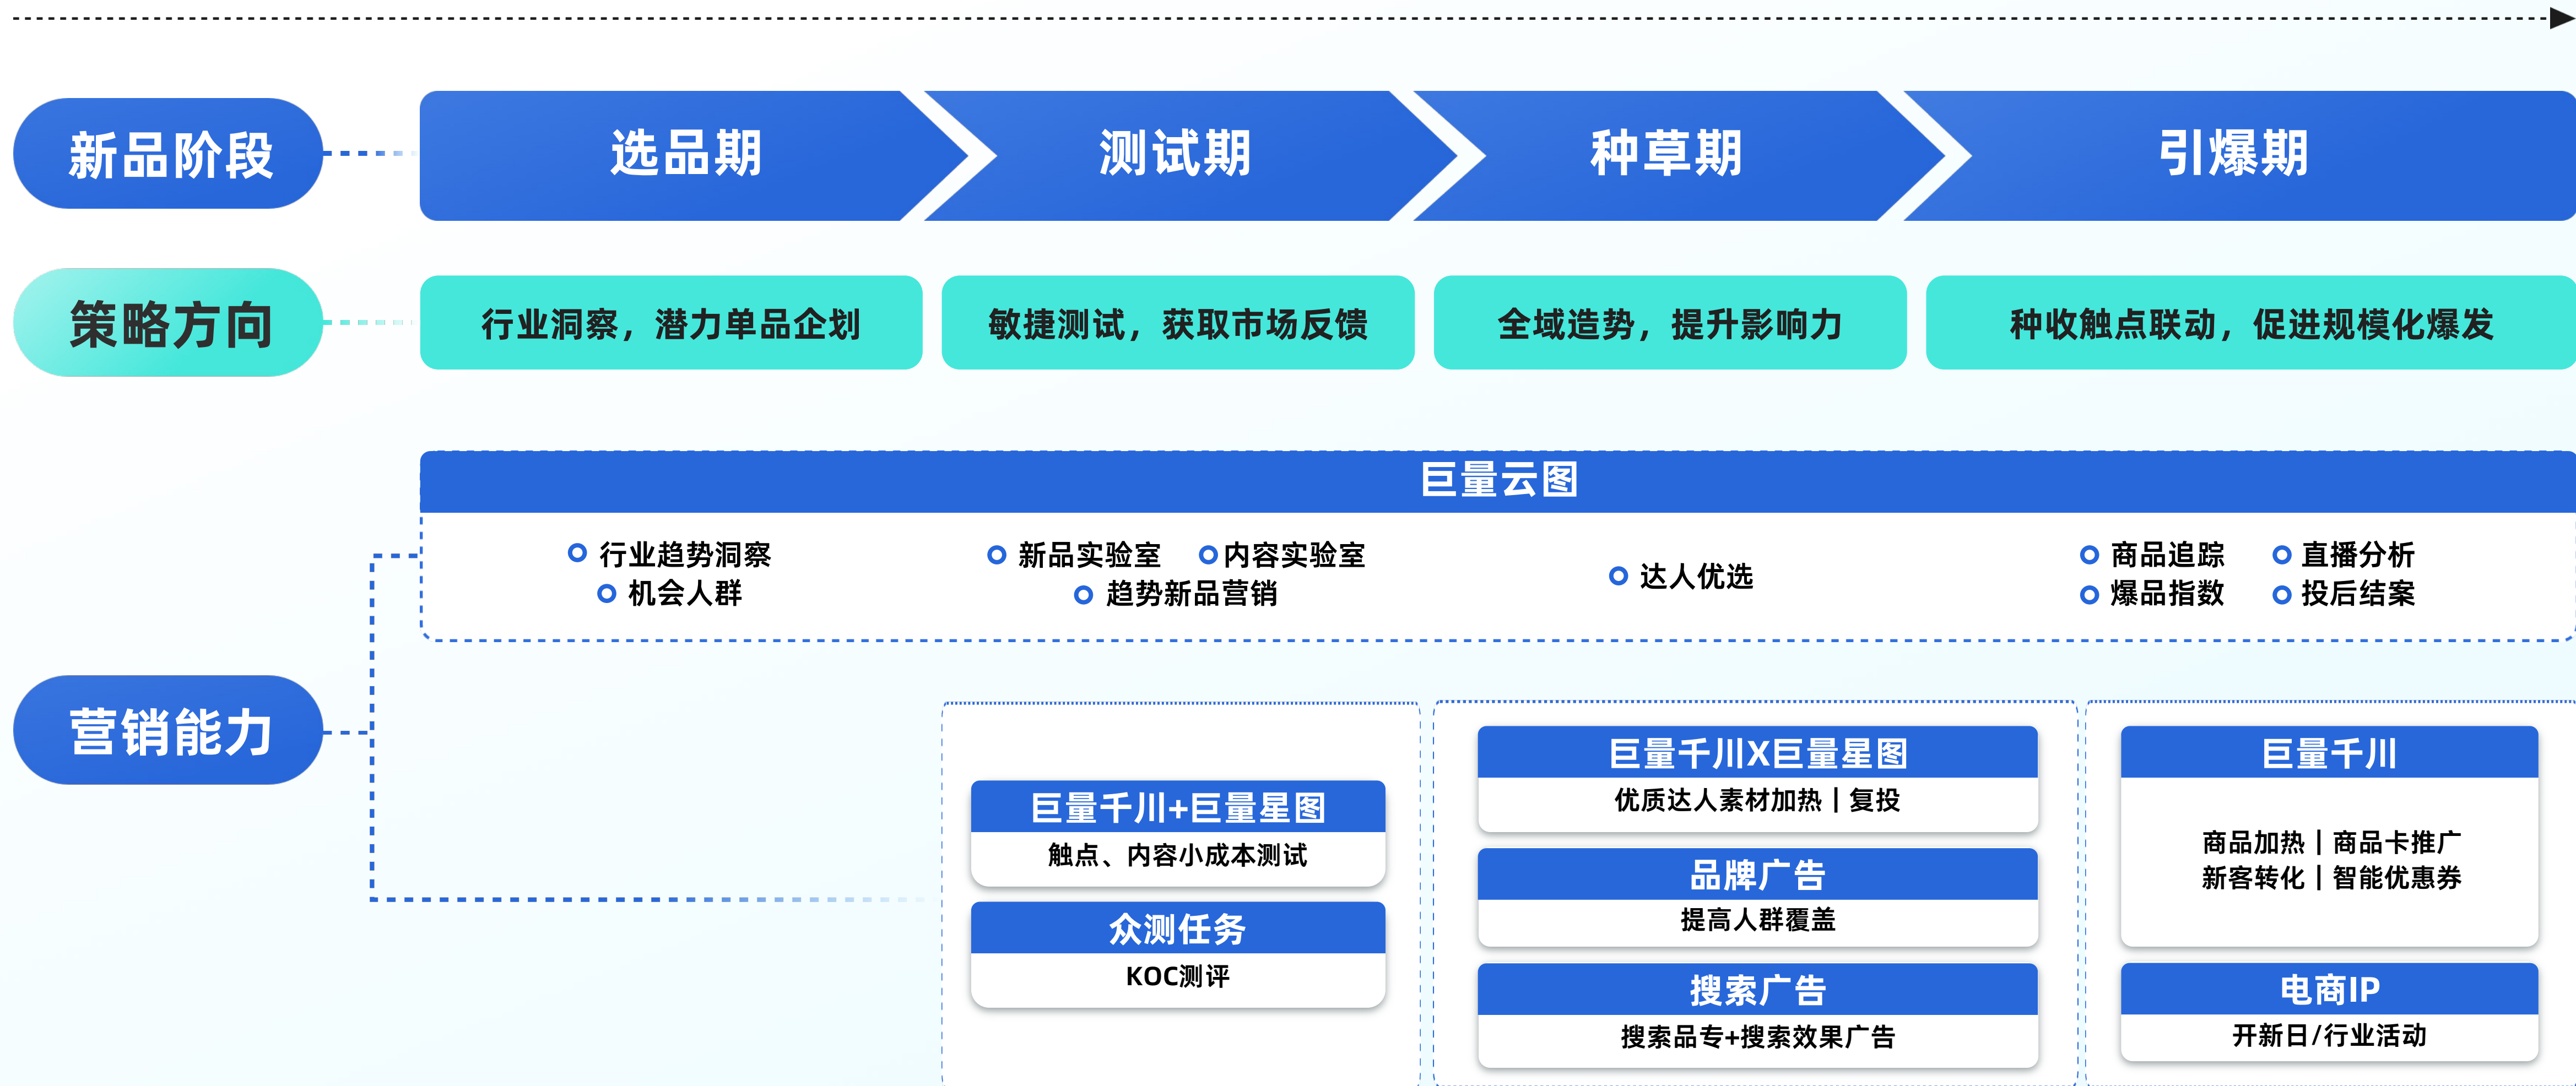 新品阶段
选品期
测试期
种草期
引爆期
策略方向
行业洞察，潜力单品企划
敏捷测试，获取市场反馈
全域造势，提升影响力
种收触点联动，促进规模化爆发
营销能力
巨量云图
行业趋势洞察
机会人群
新品实验室
内容实验室
趋势新品营销
达人优选
商品追踪
直播分析
爆品指数
投后结案
巨量千川+巨量星图
触点、内容小成本测试
众测任务
KOC测评
巨量千川X巨量星图
优质达人素材加热｜复投
品牌广告
提高人群覆盖
搜索广告
搜索品专+搜索效果广告
巨量千川
商品加热｜商品卡推广
新客转化｜智能优惠券
电商IP
开新日/行业活动